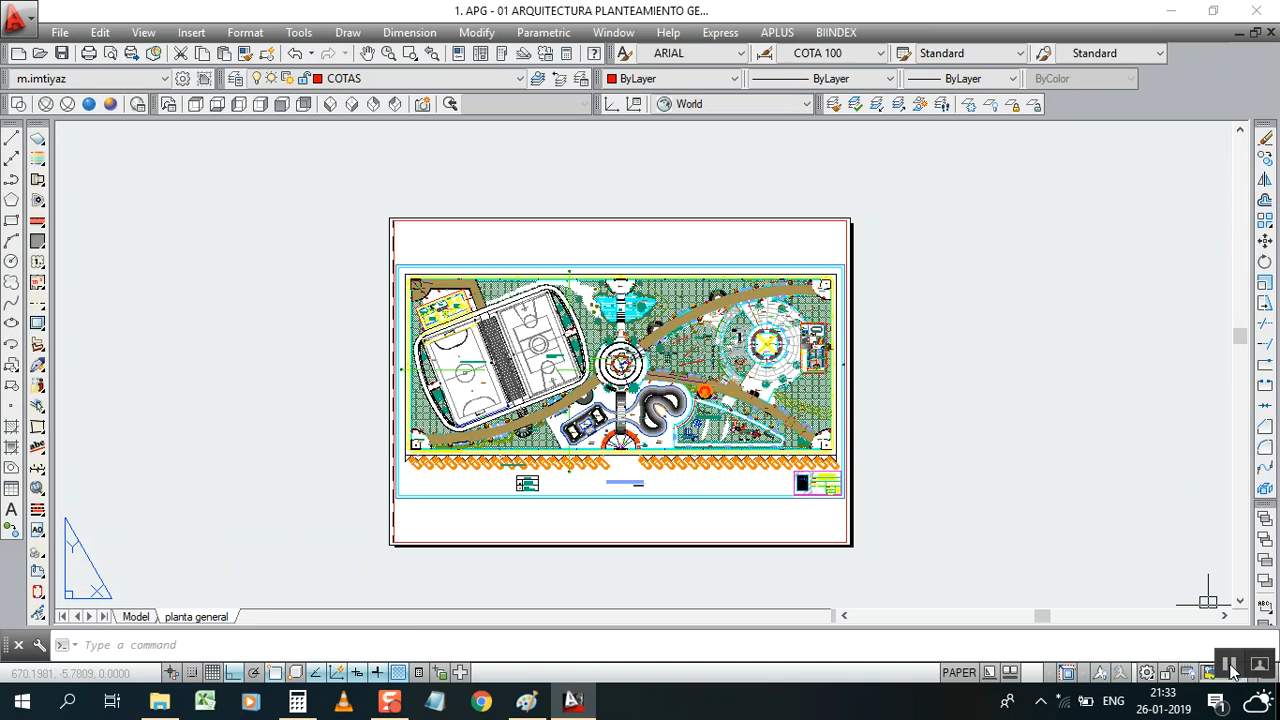 1. APG - 01 ARQUITECTURA PLANTEAMIENTO GE...
File Edit View Insert Format Tools Draw Dimension Modify Parametric Window Help Express APLUS BIINDEX
ARIAL COTA 100 Standard Standard
m.imtiyaz COTAS ByLayer ByLayer ByLayer ByColor
World
Y
X
Model planta general
Type a command
670.1981, -5.7809, 0.0000 PAPER
ENG 21:33
26-01-2019 1